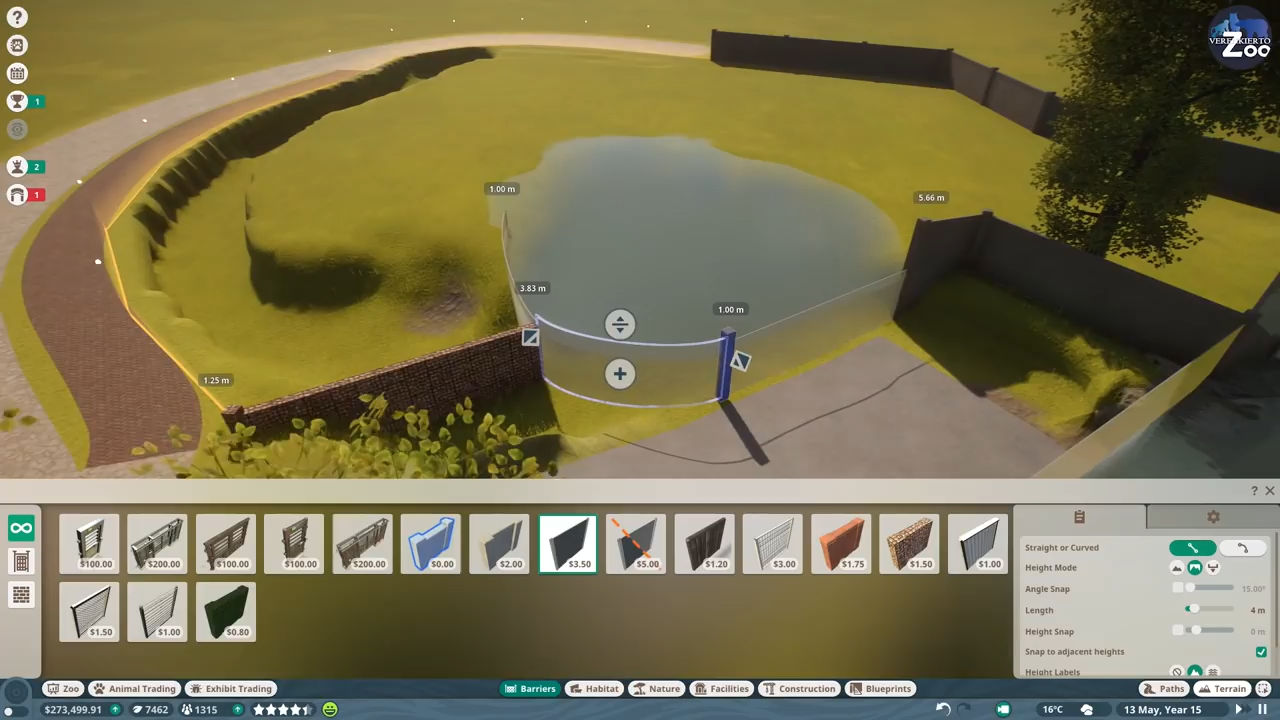 ?
VEREXKIERTO
Zoo
1
2
1
1.00 m
5.66 m
3.83 m
1.00 m
1.25 m
?
$100.00
$200.00
$100.00
$100.00
$200.00
$0.00
$2.00
$3.50
$5.00
$1.20
$3.00
$1.75
$1.50
$1.00
$1.50
$1.00
$0.80
Straight or Curved
Height Mode
Angle Snap 15.00°
Length 4 m
Height Snap 0 m
Snap to adjacent heights
Height Labels
Zoo Animal Trading Exhibit Trading Barriers Habitat Nature Facilities Construction Blueprints Paths Terrain
$273,499.91 7462 1315 16°C 13 May, Year 15